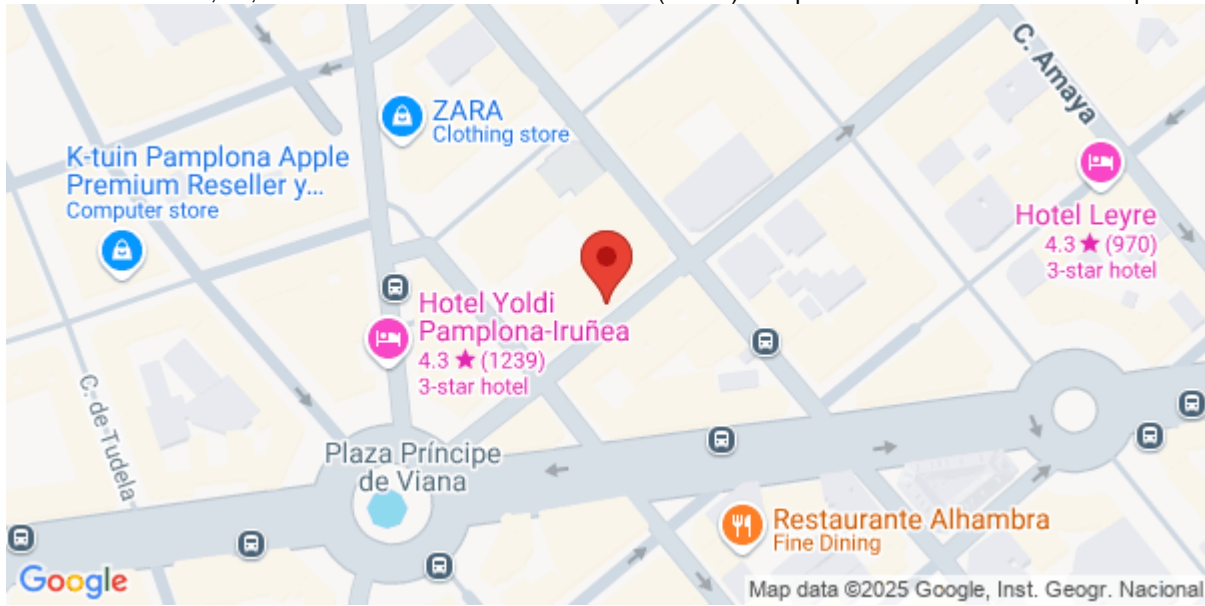 C. Amaya
ZARA
Clothing store
K-tuin Pamplona Apple
Premium Reseller y...
Computer store
Hotel Leyre
4.3 ★ (970)
3-star hotel
Hotel Yoldi
Pamplona-Iruñea
4.3 ★ (1239)
3-star hotel
C. de Tudela
Plaza Príncipe
de Viana
Restaurante Alhambra
Fine Dining
Google
Map data ©2025 Google, Inst. Geogr. Nacional